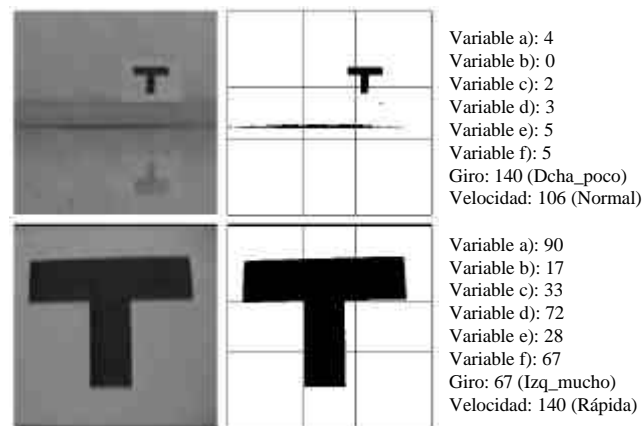 Variable a): 4
Variable b): 0
Variable c): 2
Variable d): 3
Variable e): 5
Variable f): 5
Giro: 140 (Dcha_poco)
Velocidad: 106 (Normal)
Variable a): 90
Variable b): 17
Variable c): 33
Variable d): 72
Variable e): 28
Variable f): 67
Giro: 67 (Izq_mucho)
Velocidad: 140 (Rápida)